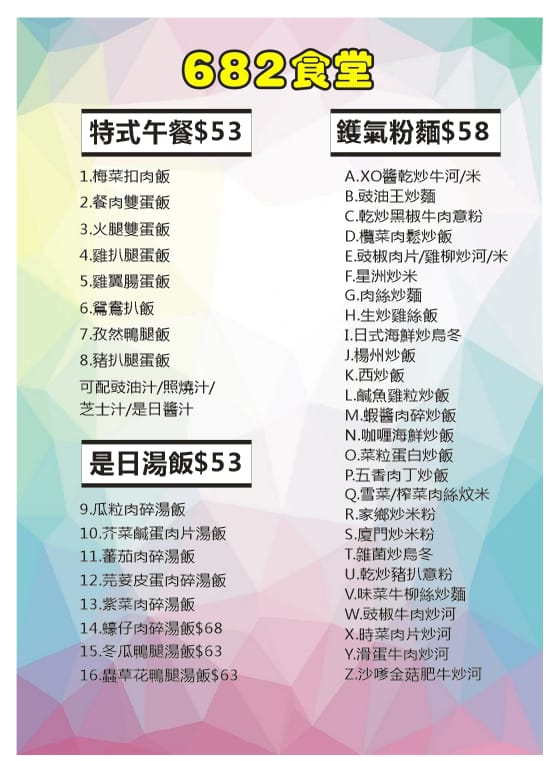 682食堂
特式午餐$53
1.梅菜扣肉飯
2.餐肉雙蛋飯
3.火腿雙蛋飯
4.雞扒腿蛋飯
5.雞翼腸蛋飯
6.鴛鴦扒飯
7.孜然鴨腿飯
8.豬扒腿蛋飯
可配豉油汁/照燒汁/
芝士汁/是日醬汁
是日湯飯$53
9.瓜粒肉碎湯飯
10.芥菜鹹蛋肉片湯飯
11.蕃茄肉碎湯飯
12.芫荽皮蛋肉碎湯飯
13.紫菜肉碎湯飯
14.蠔仔肉碎湯飯$68
15.冬瓜鴨腿湯飯$63
16.蟲草花鴨腿湯飯$63
鑊氣粉麵$58
A.XO醬乾炒牛河/米
B.豉油王炒麵
C.乾炒黑椒牛肉意粉
D.欖菜肉鬆炒飯
E.豉椒肉片/雞柳炒河/米
F.星洲炒米
G.肉絲炒麵
H.生炒雞絲飯
I.日式海鮮炒烏冬
J.楊州炒飯
K.西炒飯
L.鹹魚雞粒炒飯
M.蝦醬肉碎炒飯
N.咖喱海鮮炒飯
O.菜粒蛋白炒飯
P.五香肉丁炒飯
Q.雪菜/榨菜肉絲炆米
R.家鄉炒米粉
S.廈門炒米粉
T.雜菌炒烏冬
U.乾炒豬扒意粉
V.味菜牛柳絲炒麵
W.豉椒牛肉炒河
X.時菜肉片炒河
Y.滑蛋牛肉炒河
Z.沙嗲金菇肥牛炒河